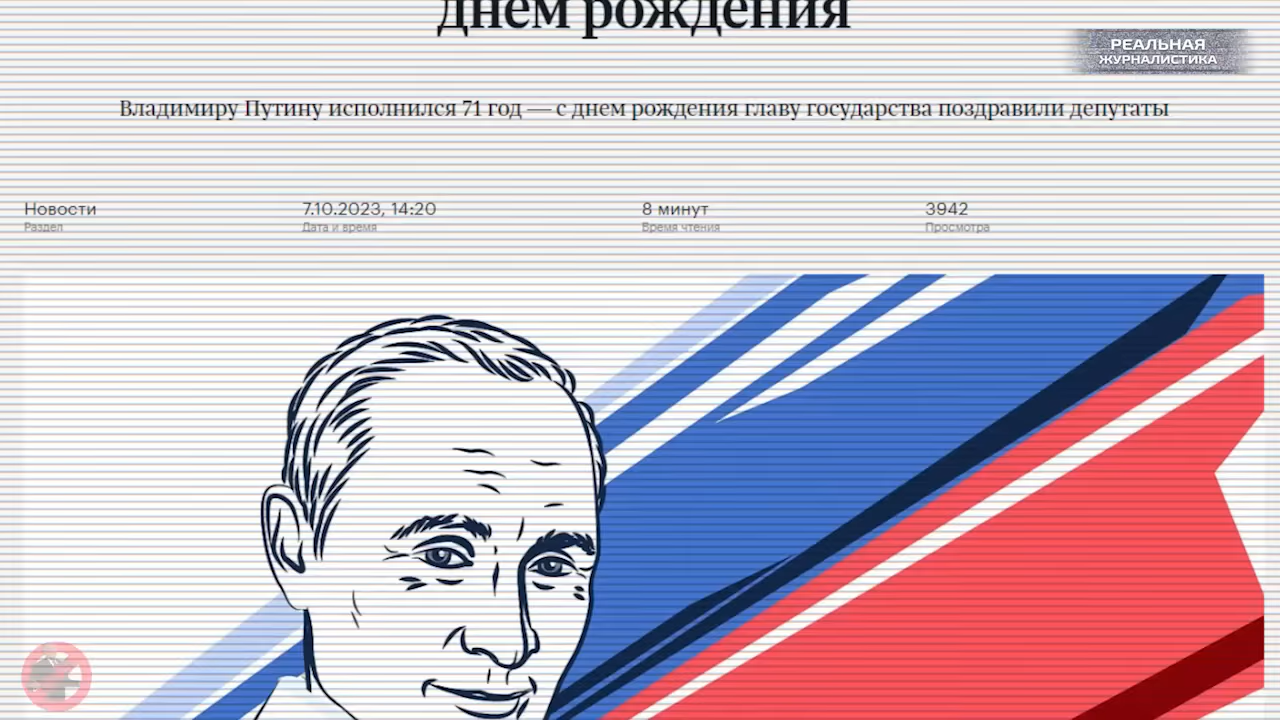 днем рождения
РЕАЛЬНАЯ
ЖУРНАЛИСТИКА
Владимиру Путину исполнился 71 год — с днем рождения главу государства поздравили депутаты
Новости 7.10.2023, 14:20 8 минут 3942
Раздел Дата и время Время чтения Просмотра